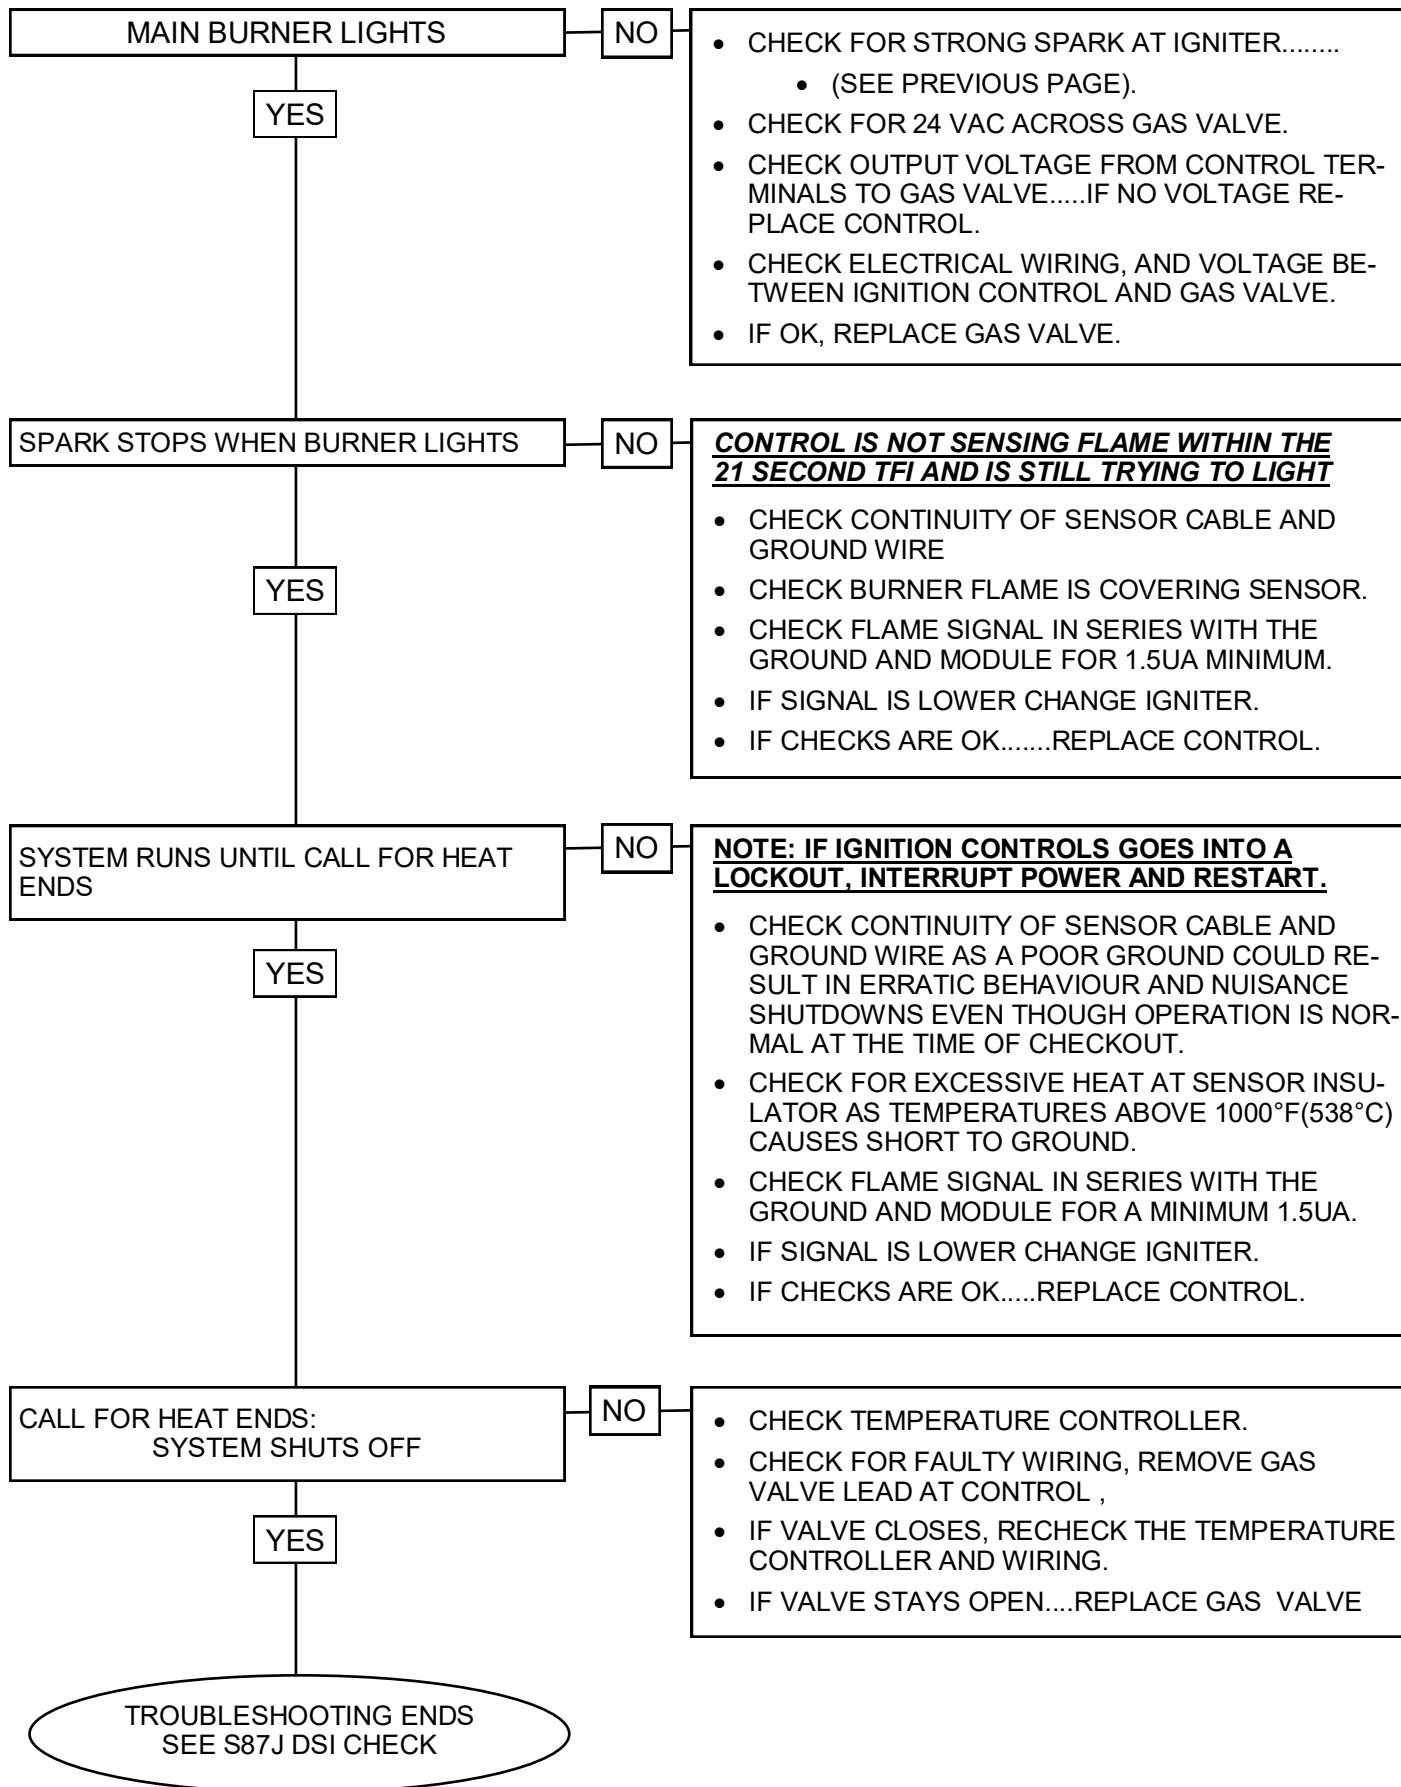 MAIN BURNER LIGHTS
NO
• CHECK FOR STRONG SPARK AT IGNITER........
• (SEE PREVIOUS PAGE).
• CHECK FOR 24 VAC ACROSS GAS VALVE.
• CHECK OUTPUT VOLTAGE FROM CONTROL TER-
MINALS TO GAS VALVE.....IF NO VOLTAGE RE-
PLACE CONTROL.
• CHECK ELECTRICAL WIRING, AND VOLTAGE BE-
TWEEN IGNITION CONTROL AND GAS VALVE.
• IF OK, REPLACE GAS VALVE.
YES
SPARK STOPS WHEN BURNER LIGHTS
NO
CONTROL IS NOT SENSING FLAME WITHIN THE
21 SECOND TFI AND IS STILL TRYING TO LIGHT
• CHECK CONTINUITY OF SENSOR CABLE AND
GROUND WIRE
• CHECK BURNER FLAME IS COVERING SENSOR.
• CHECK FLAME SIGNAL IN SERIES WITH THE
GROUND AND MODULE FOR 1.5UA MINIMUM.
• IF SIGNAL IS LOWER CHANGE IGNITER.
• IF CHECKS ARE OK.......REPLACE CONTROL.
YES
SYSTEM RUNS UNTIL CALL FOR HEAT
ENDS
NO
NOTE: IF IGNITION CONTROLS GOES INTO A
LOCKOUT, INTERRUPT POWER AND RESTART.
• CHECK CONTINUITY OF SENSOR CABLE AND
GROUND WIRE AS A POOR GROUND COULD RE-
SULT IN ERRATIC BEHAVIOUR AND NUISANCE
SHUTDOWNS EVEN THOUGH OPERATION IS NOR-
MAL AT THE TIME OF CHECKOUT.
• CHECK FOR EXCESSIVE HEAT AT SENSOR INSU-
LATOR AS TEMPERATURES ABOVE 1000°F(538°C)
CAUSES SHORT TO GROUND.
• CHECK FLAME SIGNAL IN SERIES WITH THE
GROUND AND MODULE FOR A MINIMUM 1.5UA.
• IF SIGNAL IS LOWER CHANGE IGNITER.
• IF CHECKS ARE OK.....REPLACE CONTROL.
YES
CALL FOR HEAT ENDS:
SYSTEM SHUTS OFF
NO
• CHECK TEMPERATURE CONTROLLER.
• CHECK FOR FAULTY WIRING, REMOVE GAS
VALVE LEAD AT CONTROL ,
• IF VALVE CLOSES, RECHECK THE TEMPERATURE
CONTROLLER AND WIRING.
• IF VALVE STAYS OPEN....REPLACE GAS VALVE
YES
TROUBLESHOOTING ENDS
SEE S87J DSI CHECK